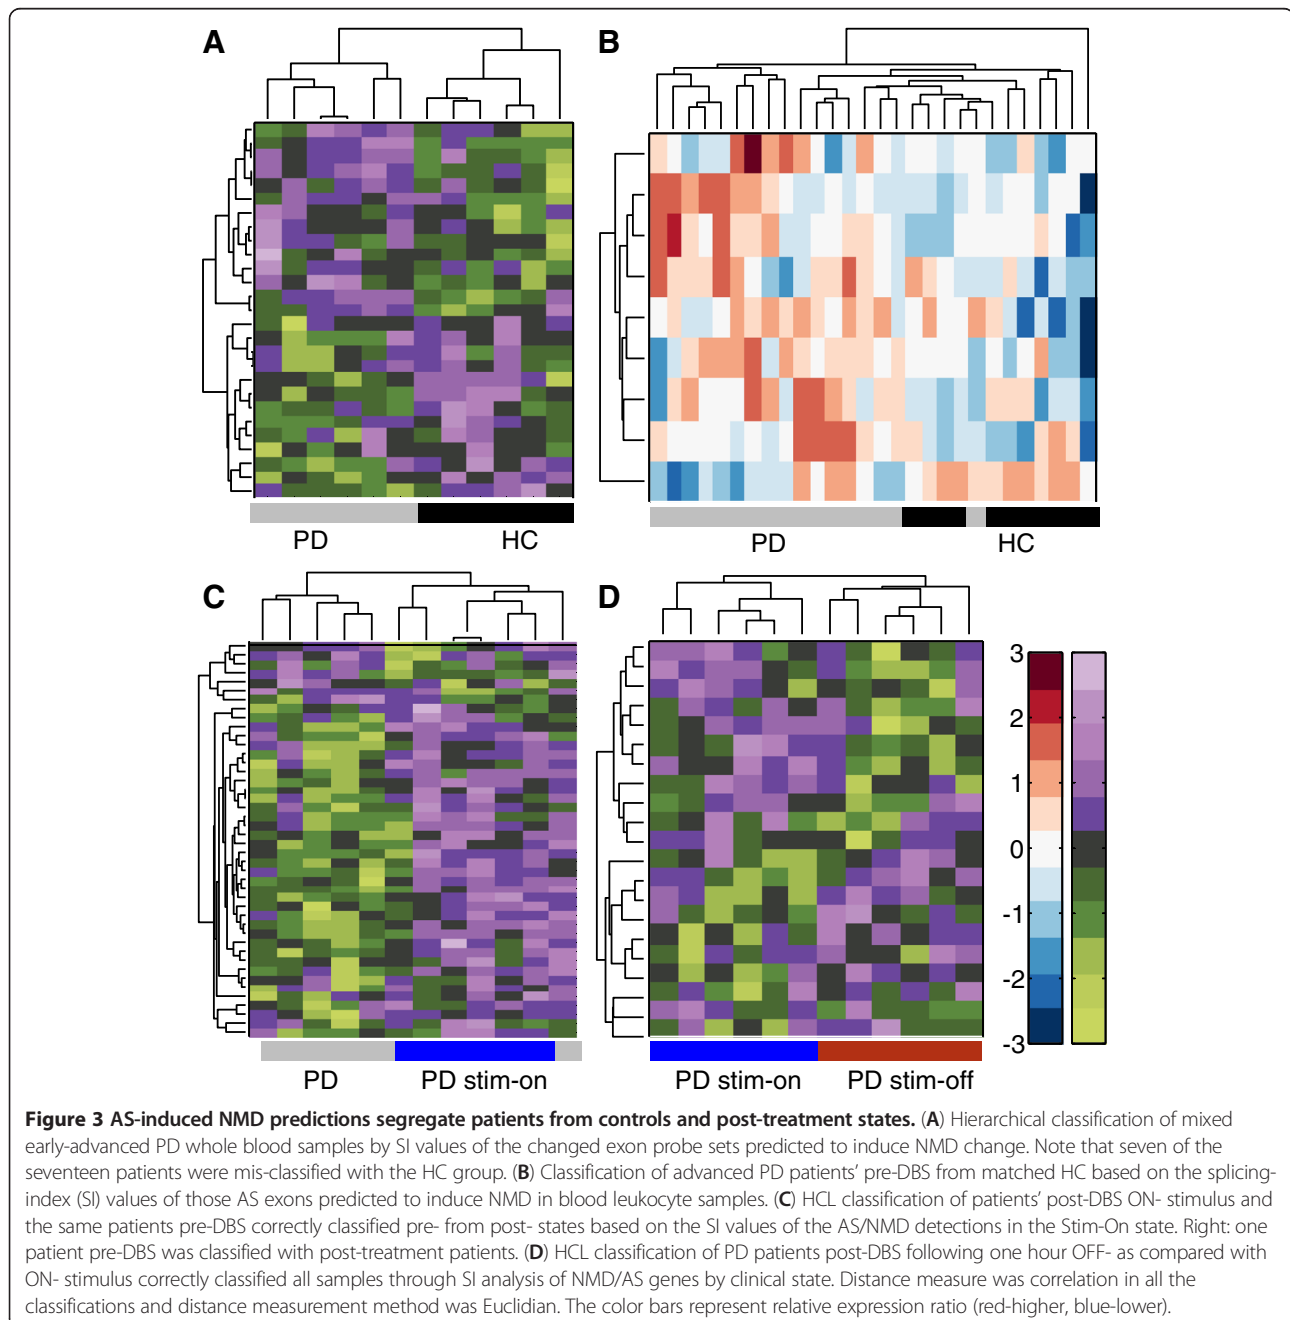 A
B
PD
HC
PD
HC
C
D
3
2
1
0
-1
-2
-3
PD
PD stim-on
PD stim-on
PD stim-off
Figure 3 AS-induced NMD predictions segregate patients from controls and post-treatment states. (A) Hierarchical classification of mixed
early-advanced PD whole blood samples by SI values of the changed exon probe sets predicted to induce NMD change. Note that seven of the
seventeen patients were mis-classified with the HC group. (B) Classification of advanced PD patients' pre-DBS from matched HC based on the splicing-
index (SI) values of those AS exons predicted to induce NMD in blood leukocyte samples. (C) HCL classification of patients' post-DBS ON- stimulus and
the same patients pre-DBS correctly classified pre- from post- states based on the SI values of the AS/NMD detections in the Stim-On state. Right: one
patient pre-DBS was classified with post-treatment patients. (D) HCL classification of PD patients post-DBS following one hour OFF- as compared with
ON- stimulus correctly classified all samples through SI analysis of NMD/AS genes by clinical state. Distance measure was correlation in all the
classifications and distance measurement method was Euclidian. The color bars represent relative expression ratio (red-higher, blue-lower).